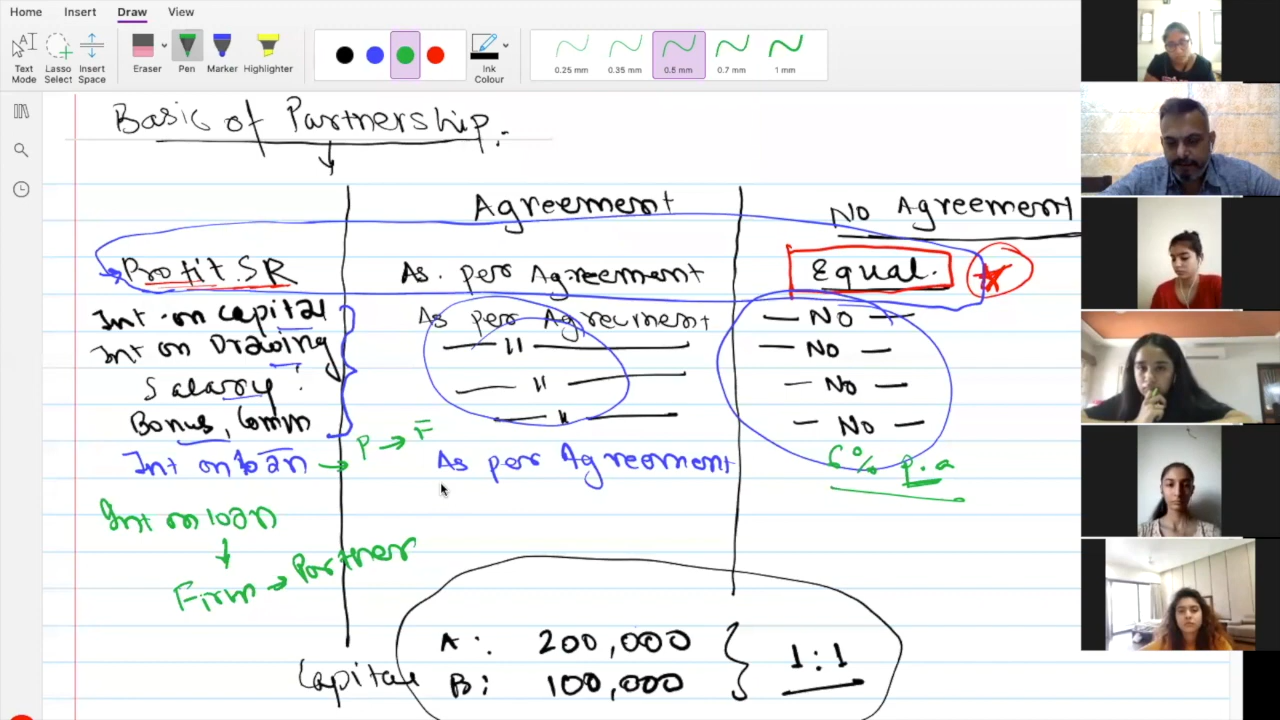 Home Insert Draw View
Text Mode
Lasso Select
Insert Space
Eraser
Pen
Marker
Highlighter
Ink Colour
0.25 mm
0.35 mm
0.5 mm
0.7 mm
1 mm
Basic of Partnership.
Agreement No Agreement
Profit SR As. per Agreement Equal.
Int. on capital As per Agreement — NO —
Int on Drawing — 11 — — NO —
Salary — 11 — — NO —
Bonus, Comm — 11 — — NO —
Int on loan → P → F As per Agreement 6% p.a
Int on loan
Firm → Partner
Capital
A: 200,000
B: 100,000
1:1